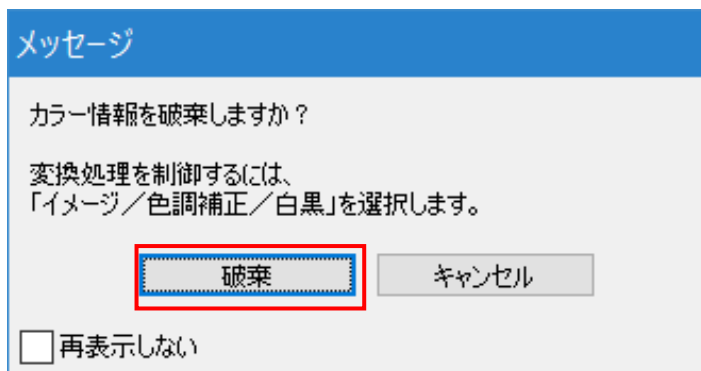 メッセージ
カラー情報を破棄しますか？
変換処理を制御するには、
「イメージ／色調補正／白黒」を選択します。
破棄
キャンセル
再表示しない